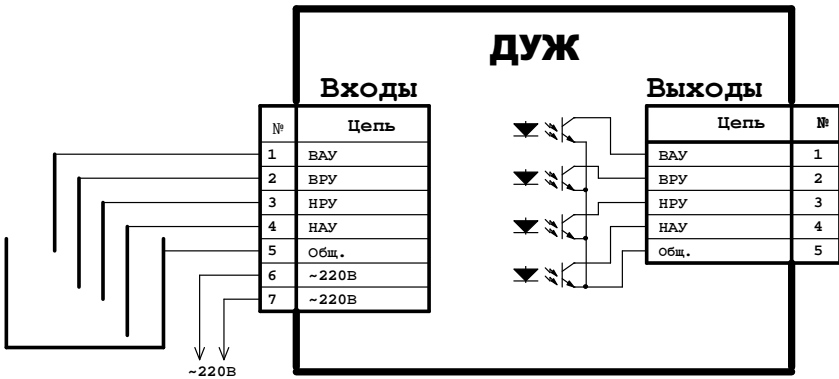 ДУЖ
Входы
Выходы
№ Цепь
1 ВАУ
2 ВРУ
3 НРУ
4 НАУ
5 Общ.
6 ~220В
7 ~220В
~220В
Цепь №
ВАУ 1
ВРУ 2
НРУ 3
НАУ 4
Общ. 5